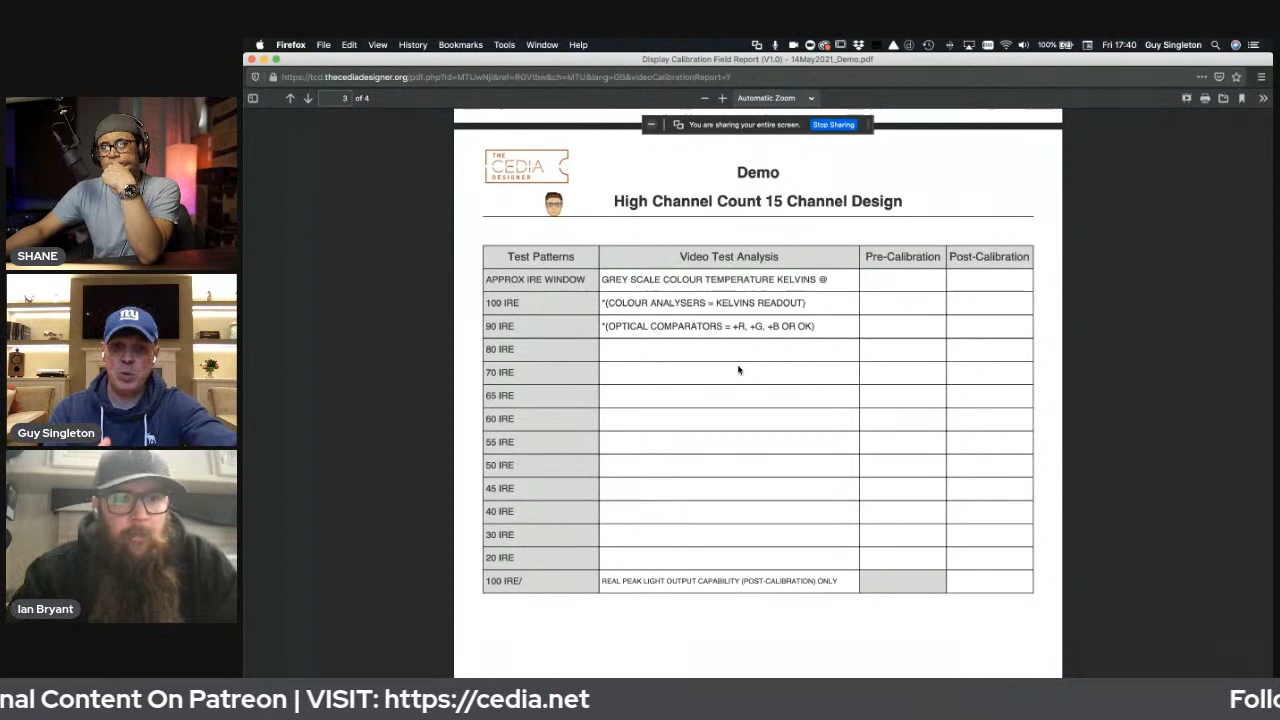 Firefox File Edit View History Bookmarks Tools Window Help
100% Fri 17:40 Guy Singleton
Display Calibration Field Report (V1.0) – 14May2021_Demo.pdf
3 of 4
Automatic Zoom
You are sharing your entire screen. Stop Sharing
THE
CEDIA
DESIGNER
Demo
High Channel Count 15 Channel Design
Test Patterns Video Test Analysis Pre-Calibration Post-Calibration
APPROX IRE WINDOW GREY SCALE COLOUR TEMPERATURE KELVINS @
100 IRE *(COLOUR ANALYSERS = KELVINS READOUT)
90 IRE *(OPTICAL COMPARATORS = +R, +G, +B OR OK)
80 IRE
70 IRE
65 IRE
60 IRE
55 IRE
50 IRE
45 IRE
40 IRE
30 IRE
20 IRE
100 IRE/ REAL PEAK LIGHT OUTPUT CAPABILITY (POST-CALIBRATION) ONLY
SHANE
Guy Singleton
Ian Bryant
nal Content On Patreon | VISIT: https://cedia.net
Follo